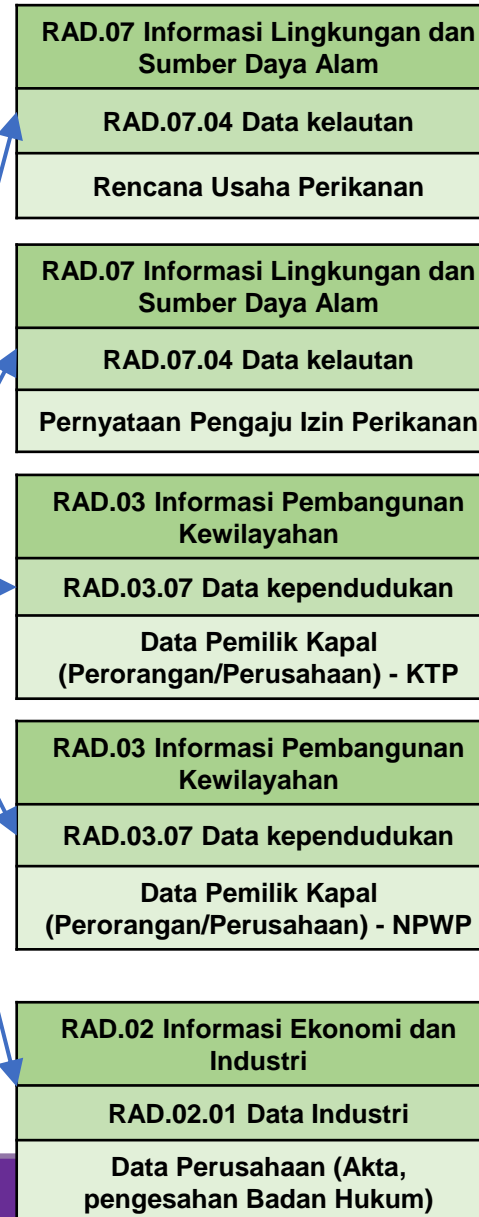 RAD.07 Informasi Lingkungan dan
Sumber Daya Alam
RAD.07.04 Data kelautan
Rencana Usaha Perikanan
RAD.07 Informasi Lingkungan dan
Sumber Daya Alam
RAD.07.04 Data kelautan
Pernyataan Pengaju Izin Perikanan
RAD.03 Informasi Pembangunan
Kewilayahan
RAD.03.07 Data kependudukan
Data Pemilik Kapal
(Perorangan/Perusahaan) - KTP
RAD.03 Informasi Pembangunan
Kewilayahan
RAD.03.07 Data kependudukan
Data Pemilik Kapal
(Perorangan/Perusahaan) - NPWP
RAD.02 Informasi Ekonomi dan
Industri
RAD.02.01 Data Industri
Data Perusahaan (Akta,
pengesahan Badan Hukum)